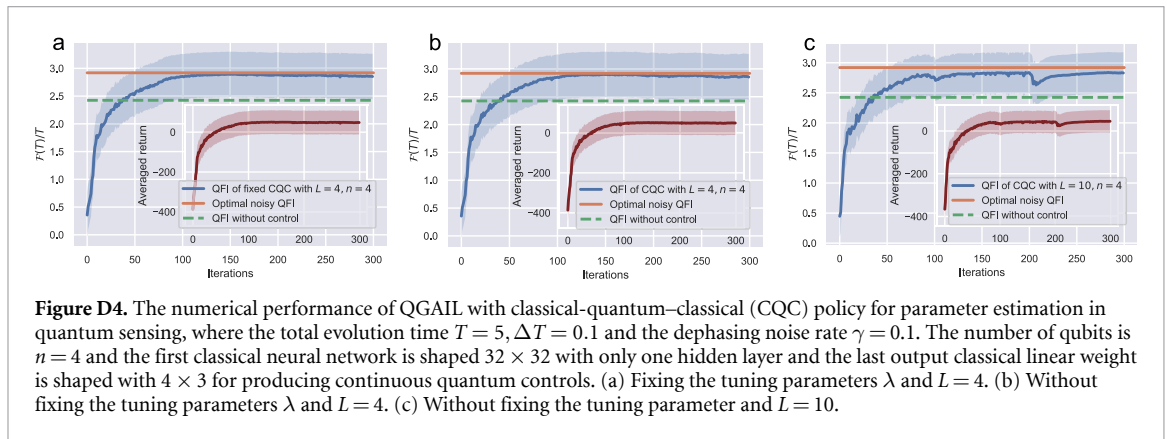 a
3.0
2.5
2.0
1.5
1.0
0.5
0.0
F(T)/T
0
50
100
150
200
250
300
Iterations
Averaged return
0
−400
0
100
200
300
QFI of fixed CQC with L = 4, n = 4
Optimal noisy QFI
QFI without control
b
3.0
2.5
2.0
1.5
1.0
0.5
0.0
F(T)/T
0
50
100
150
200
250
300
Iterations
Averaged return
0
−200
−400
0
100
200
300
QFI of CQC with L = 4, n = 4
Optimal noisy QFI
QFI without control
c
3.0
2.5
2.0
1.5
1.0
0.5
0.0
F(T)/T
0
50
100
150
200
250
300
Iterations
Averaged return
0
−200
−400
0
100
200
300
QFI of CQC with L = 10, n = 4
Optimal noisy QFI
QFI without control
Figure D4. The numerical performance of QGAIL with classical-quantum–classical (CQC) policy for parameter estimation in
quantum sensing, where the total evolution time T = 5, ΔT = 0.1 and the dephasing noise rate γ = 0.1. The number of qubits is
n = 4 and the first classical neural network is shaped 32 × 32 with only one hidden layer and the last output classical linear weight
is shaped with 4 × 3 for producing continuous quantum controls. (a) Fixing the tuning parameters λ and L = 4. (b) Without
fixing the tuning parameters λ and L = 4. (c) Without fixing the tuning parameter and L = 10.